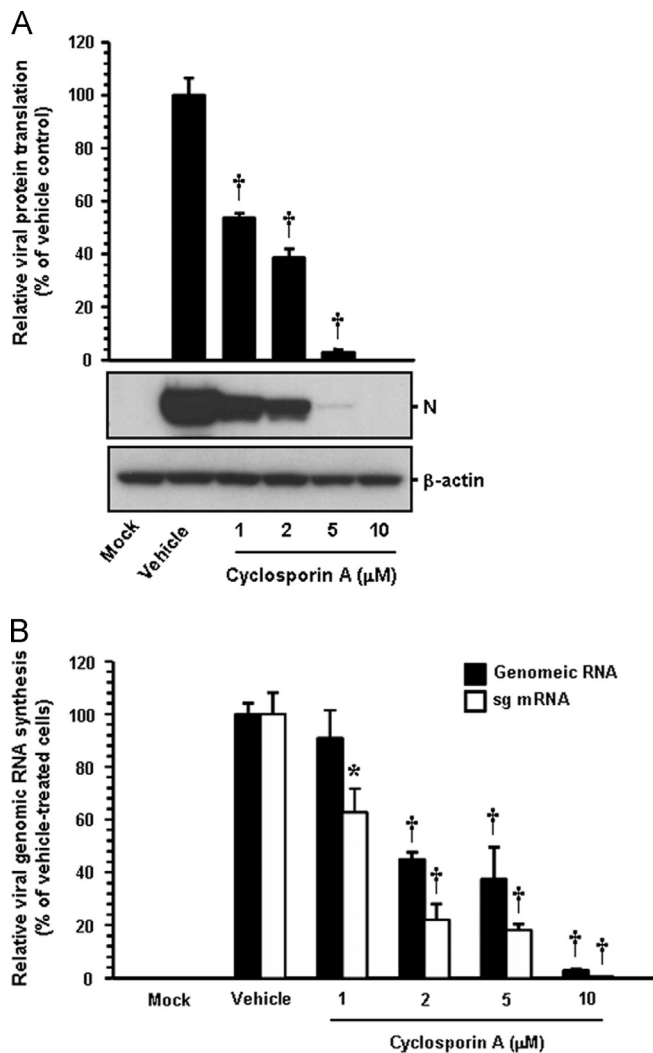 A
Relative viral protein translation
(% of vehicle control)
120
100
80
60
40
20
0
† † †
N
β-actin
Mock Vehicle 1 2 5 10
Cyclosporin A (μM)
B
Relative viral genomic RNA synthesis
(% of vehicle-treated cells)
120
100
80
60
40
20
0
Genomeic RNA
sg mRNA
* † † † † † †
Mock Vehicle 1 2 5 10
Cyclosporin A (μM)